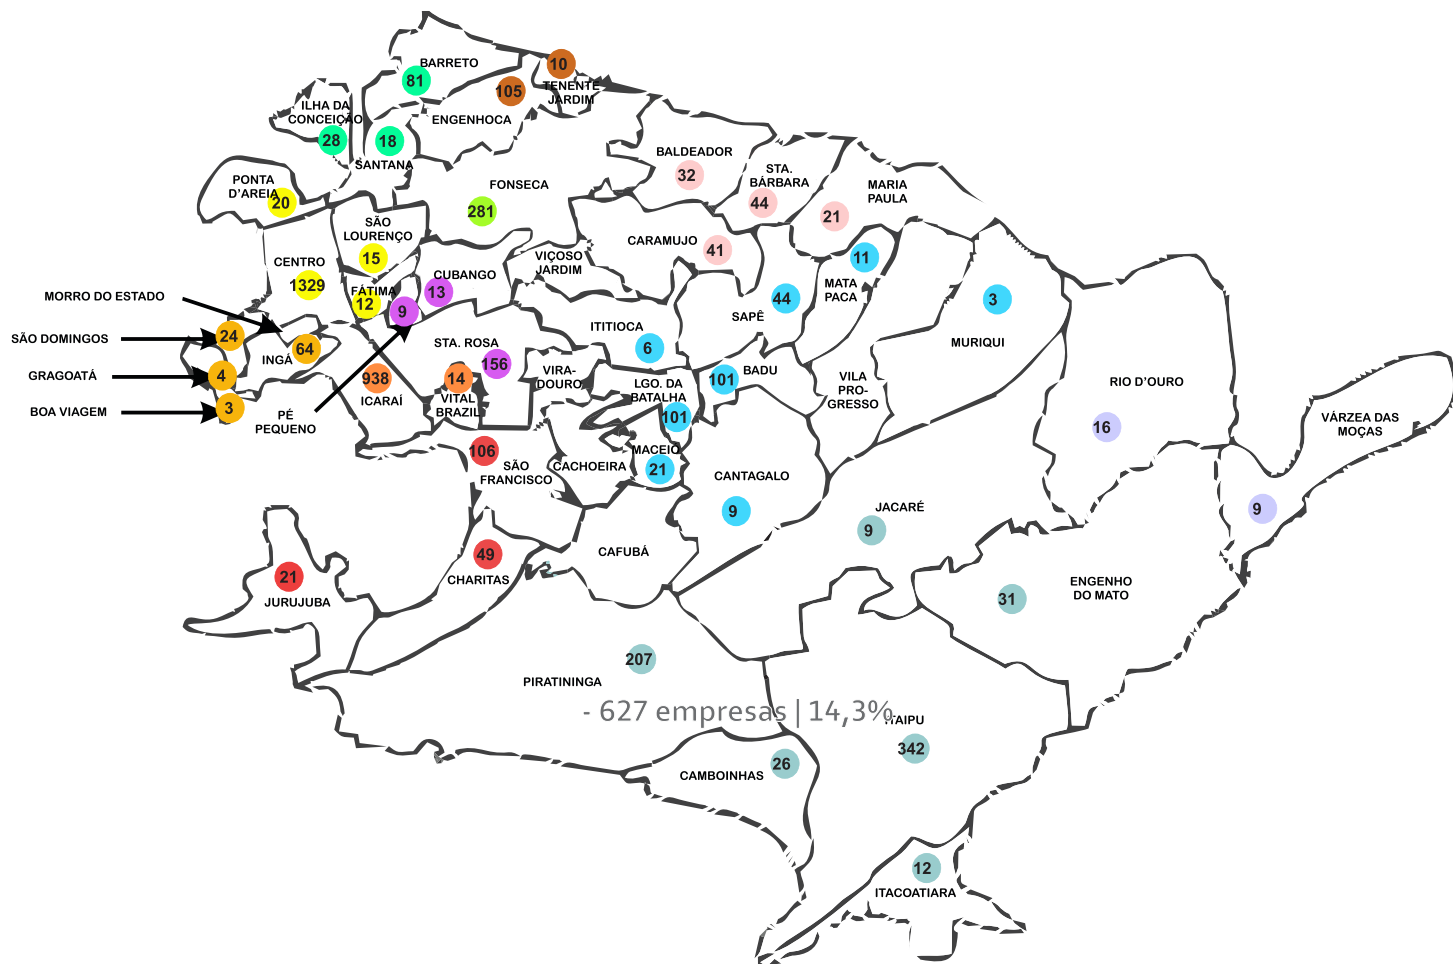 BARRETO
81
10
TENENTE
JARDIM
105
ENGENHOCA
ILHA DA
CONCEIÇÃO
28
18
SANTANA
PONTA
D'AREIA
20
FONSECA
281
BALDEADOR
32
STA.
BÁRBARA
44
MARIA
PAULA
21
SÃO
LOURENÇO
15
CARAMUJO
41
VIÇOSO
JARDIM
CENTRO
1329
FÁTIMA
12
CUBANGO
13
9
11
MATA
PACA
44
SAPÊ
3
MURIQUI
MORRO DO ESTADO
SÃO DOMINGOS
24
GRAGOATÁ
4
BOA VIAGEM
3
PÉ
PEQUENO
INGÁ
64
ITITIOCA
6
STA. ROSA
156
938
ICARAÍ
14
VITAL
BRAZIL
VIRA-
DOURO
LGO. DA
BATALHA
101
BADU
101
VILA
PRO-
GRESSO
RIO D'OURO
16
VÁRZEA DAS
MOÇAS
9
106
SÃO
FRANCISCO
CACHOEIRA
MACEIÓ
21
CANTAGALO
9
JACARÉ
9
49
CHARITAS
CAFUBÁ
21
JURUJUBA
ENGENHO
DO MATO
31
207
PIRATININGA
- 627 empresas | 14,3%
ITAIPU
342
CAMBOINHAS
26
12
ITACOATIARA